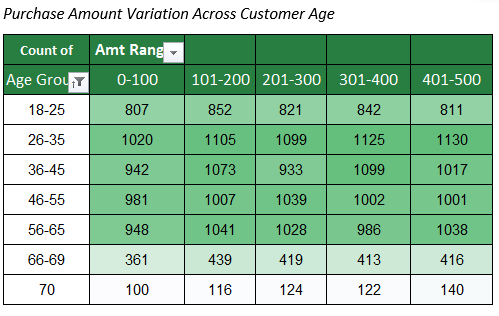 Purchase Amount Variation Across Customer Age
Count of Amt Rang
Age Grou 0-100 101-200 201-300 301-400 401-500
18-25 807 852 821 842 811
26-35 1020 1105 1099 1125 1130
36-45 942 1073 933 1099 1017
46-55 981 1007 1039 1002 1001
56-65 948 1041 1028 986 1038
66-69 361 439 419 413 416
70 100 116 124 122 140